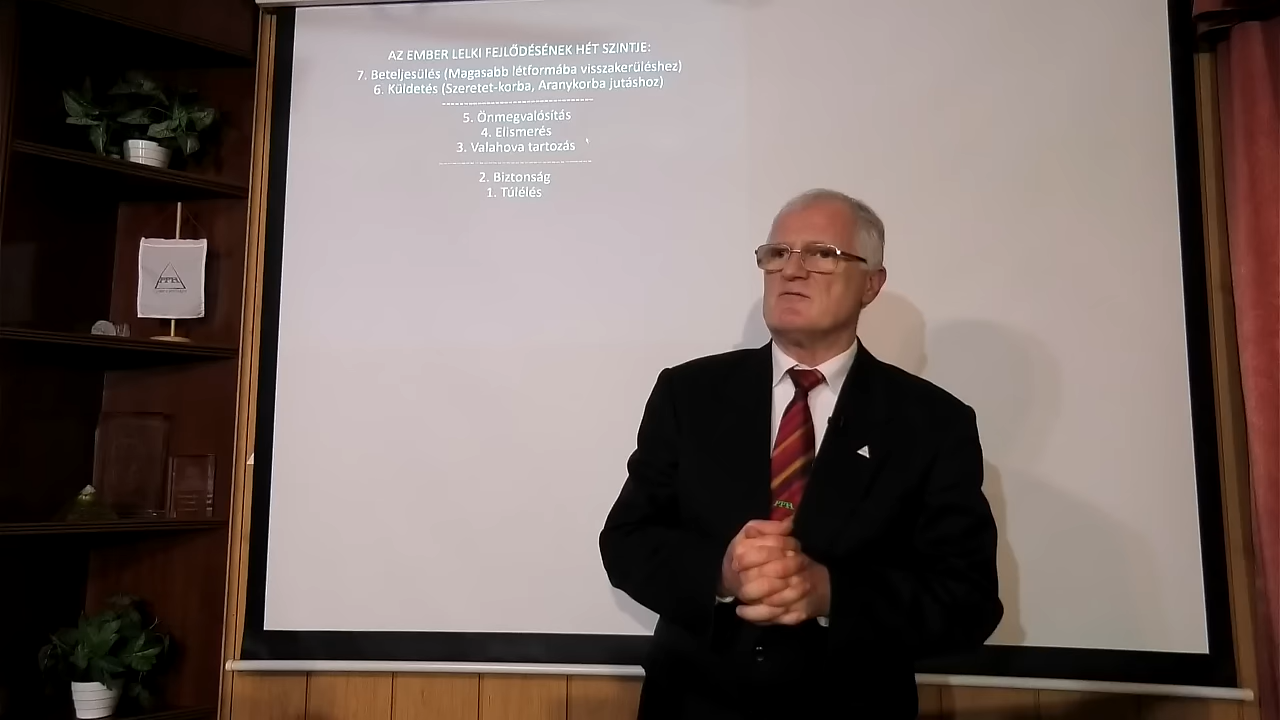 AZ EMBER LELKI FEJLŐDÉSÉNEK HÉT SZINTJE:
7. Beteljesülés (Magasabb létformába visszakerüléshez)
6. Küldetés (Szeretet-korba, Aranykorba jutáshoz)
5. Önmegvalósítás
4. Elismerés
3. Valahova tartozás
2. Biztonság
1. Túlélés